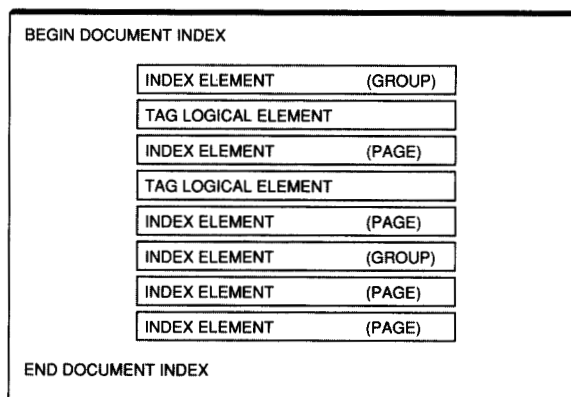 BEGIN DOCUMENT INDEX
INDEX ELEMENT (GROUP)
TAG LOGICAL ELEMENT
INDEX ELEMENT (PAGE)
TAG LOGICAL ELEMENT
INDEX ELEMENT (PAGE)
INDEX ELEMENT (GROUP)
INDEX ELEMENT (PAGE)
INDEX ELEMENT (PAGE)
END DOCUMENT INDEX